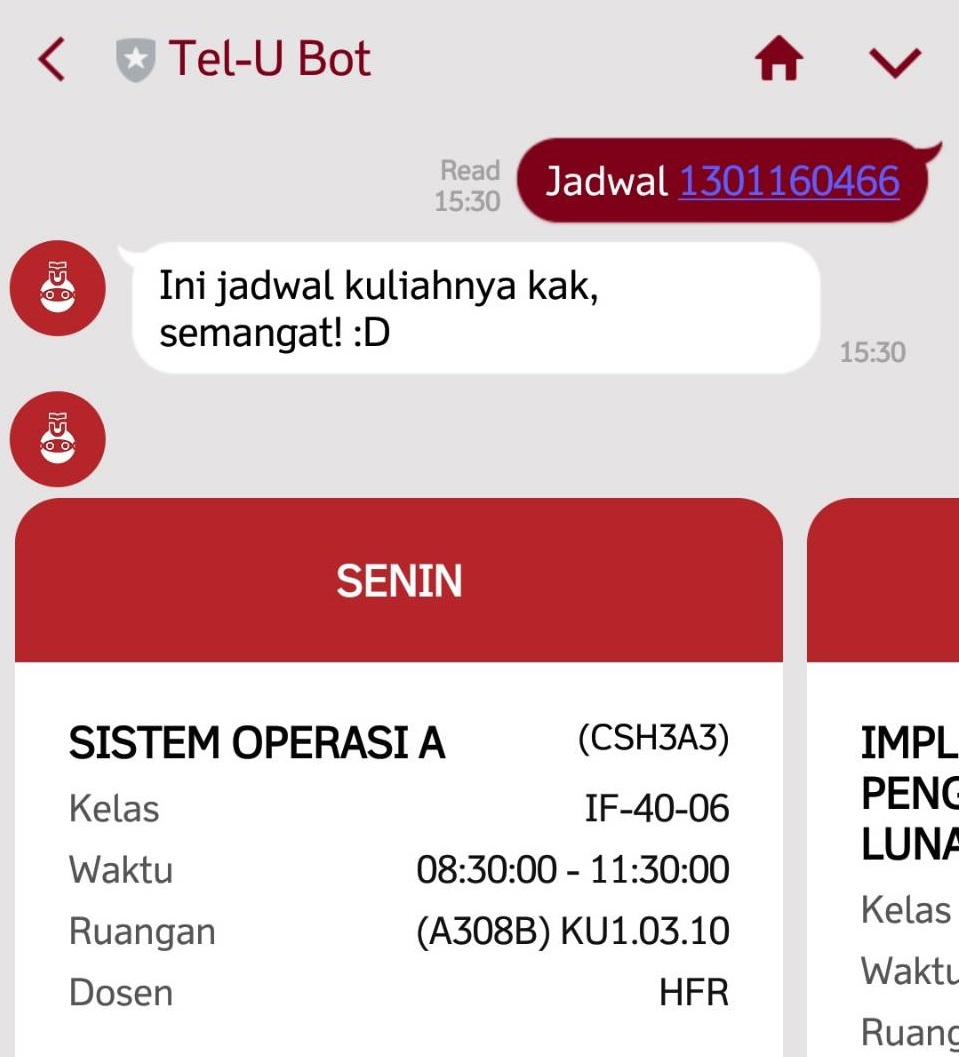 Tel-U Bot
Read
15:30
Jadwal 1301160466
Ini jadwal kuliahnya kak,
semangat! :D
15:30
SENIN
SISTEM OPERASI A (CSH3A3)
Kelas IF-40-06
Waktu 08:30:00 - 11:30:00
Ruangan (A308B) KU1.03.10
Dosen HFR
IMPL
PENG
LUNA
Kelas
Waktu
Ruang